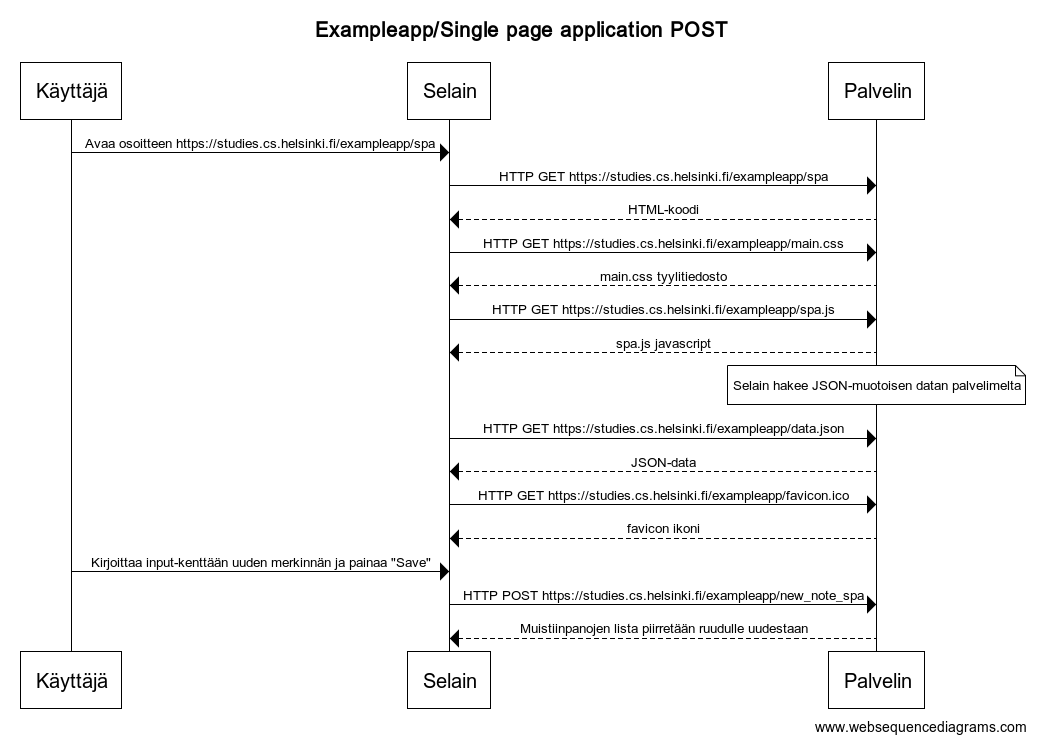 Exampleapp/Single page application POST
Käyttäjä
Selain
Palvelin
Avaa osoitteen https://studies.cs.helsinki.fi/exampleapp/spa
HTTP GET https://studies.cs.helsinki.fi/exampleapp/spa
HTML-koodi
HTTP GET https://studies.cs.helsinki.fi/exampleapp/main.css
main.css tyylitiedosto
HTTP GET https://studies.cs.helsinki.fi/exampleapp/spa.js
spa.js javascript
Selain hakee JSON-muotoisen datan palvelimelta
HTTP GET https://studies.cs.helsinki.fi/exampleapp/data.json
JSON-data
HTTP GET https://studies.cs.helsinki.fi/exampleapp/favicon.ico
favicon ikoni
Kirjoittaa input-kenttään uuden merkinnän ja painaa "Save"
HTTP POST https://studies.cs.helsinki.fi/exampleapp/new_note_spa
Muistiinpanojen lista piirretään ruudulle uudestaan
Käyttäjä
Selain
Palvelin
www.websequencediagrams.com